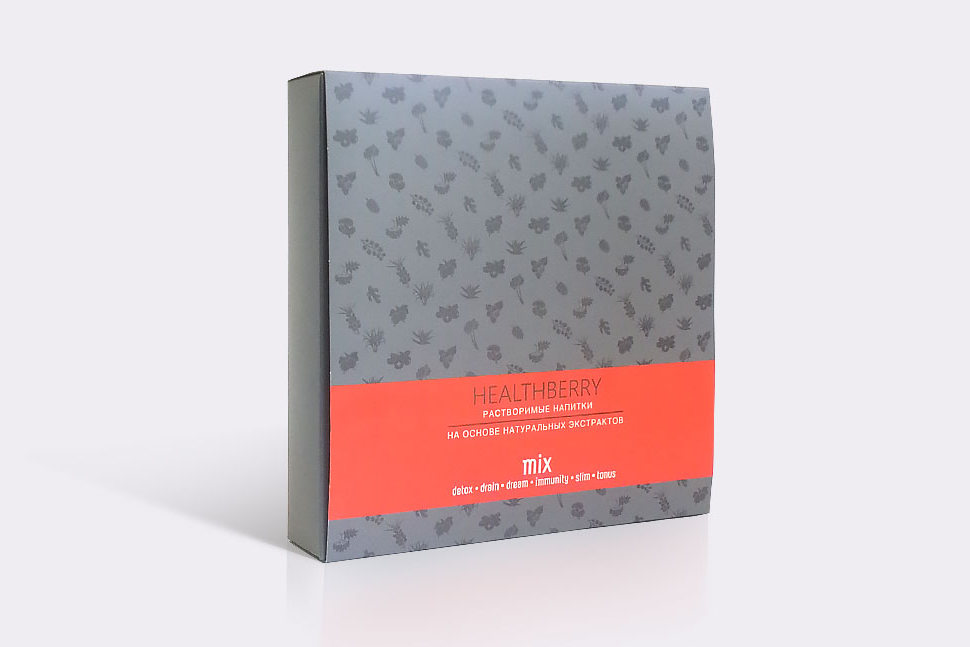 HEALTHBERRY
РАСТВОРИМЫЕ НАПИТКИ
НА ОСНОВЕ НАТУРАЛЬНЫХ ЭКСТРАКТОВ
mix
detox • drain • dream • immunity • slim • tonus